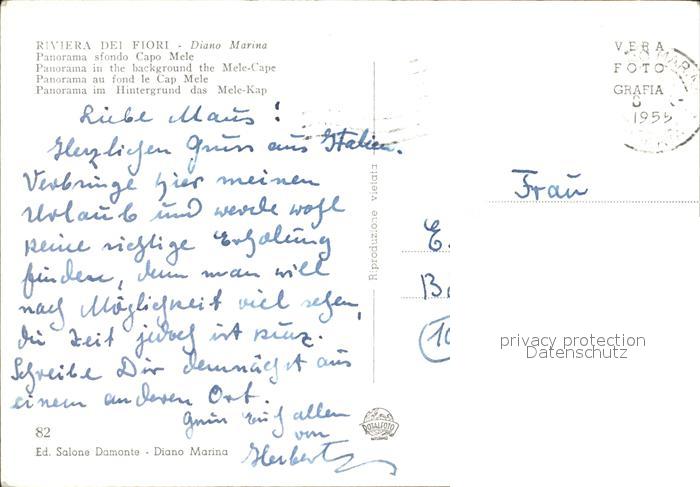 RIVIERA DEI FIORI - Diano Marina
Panorama sfondo Capo Mele
Panorama in the background the Mele-Cape
Panorama au fond le Cap Mele
Panorama im Hintergrund das Mele-Kap
VERA
FOTO
GRAFIA
1955
Liebe Maus!
Herzlichen Gruss aus Italien.
Verbringe hier meinen
Urlaub und werde wohl
keine richtige Erholung
finden, denn man will
nach Möglichkeit viel sehen,
die Zeit jedoch ist kurz.
Schreibe Dir demnächst aus
einem anderen Ort.
Gruss Euch allen
von
Herbert
Riproduzione vietata
Frau
E.
(10
privacy protection
Datenschutz
ROTALFOTO
82
Ed. Salone Damonte - Diano Marina